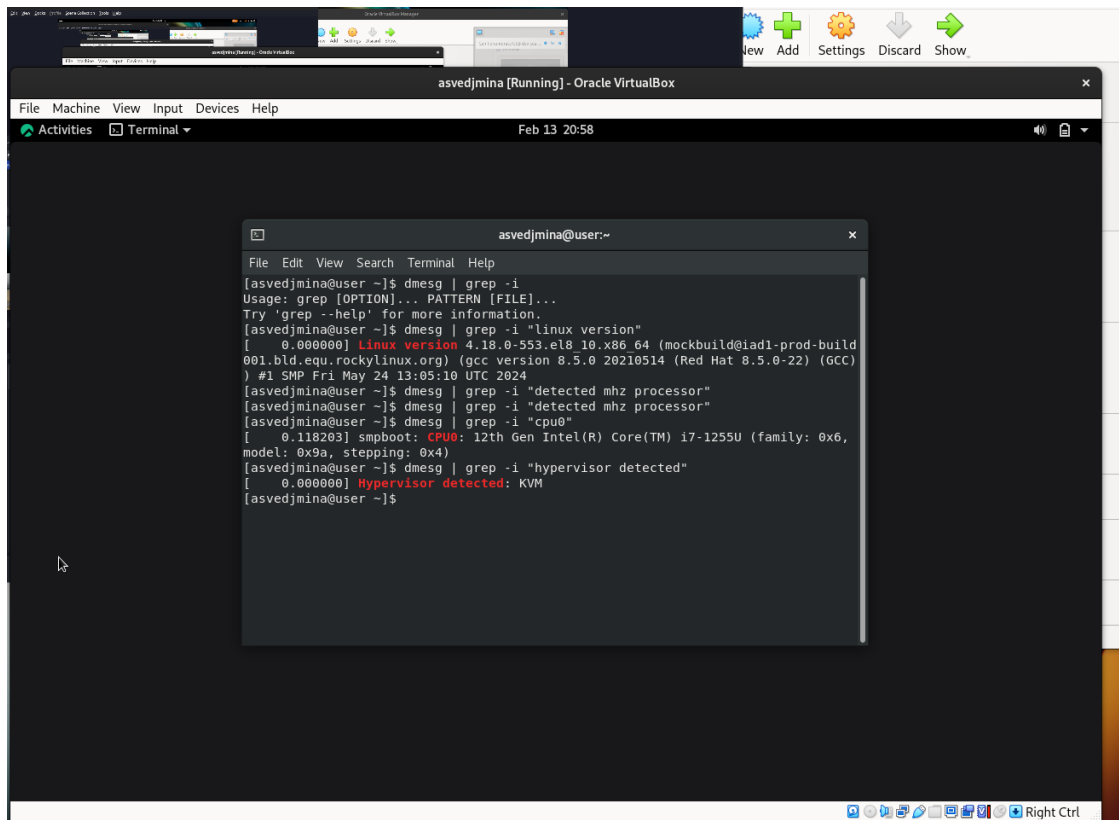 Oracle VirtualBox Manager
New Add Settings Discard Show
asvedjmina [Running] - Oracle VirtualBox
File Machine View Input Devices Help
Activities Terminal Feb 13 20:58
asvedjmina@user:~
File Edit View Search Terminal Help
[asvedjmina@user ~]$ dmesg | grep -i
Usage: grep [OPTION]... PATTERN [FILE]...
Try 'grep --help' for more information.
[asvedjmina@user ~]$ dmesg | grep -i "linux version"
[    0.000000] Linux version 4.18.0-553.el8_10.x86_64 (mockbuild@iad1-prod-build
001.bld.equ.rockylinux.org) (gcc version 8.5.0 20210514 (Red Hat 8.5.0-22) (GCC)
) #1 SMP Fri May 24 13:05:10 UTC 2024
[asvedjmina@user ~]$ dmesg | grep -i "detected mhz processor"
[asvedjmina@user ~]$ dmesg | grep -i "detected mhz processor"
[asvedjmina@user ~]$ dmesg | grep -i "cpu0"
[    0.118203] smpboot: CPU0: 12th Gen Intel(R) Core(TM) i7-1255U (family: 0x6,
model: 0x9a, stepping: 0x4)
[asvedjmina@user ~]$ dmesg | grep -i "hypervisor detected"
[    0.000000] Hypervisor detected: KVM
[asvedjmina@user ~]$
Right Ctrl